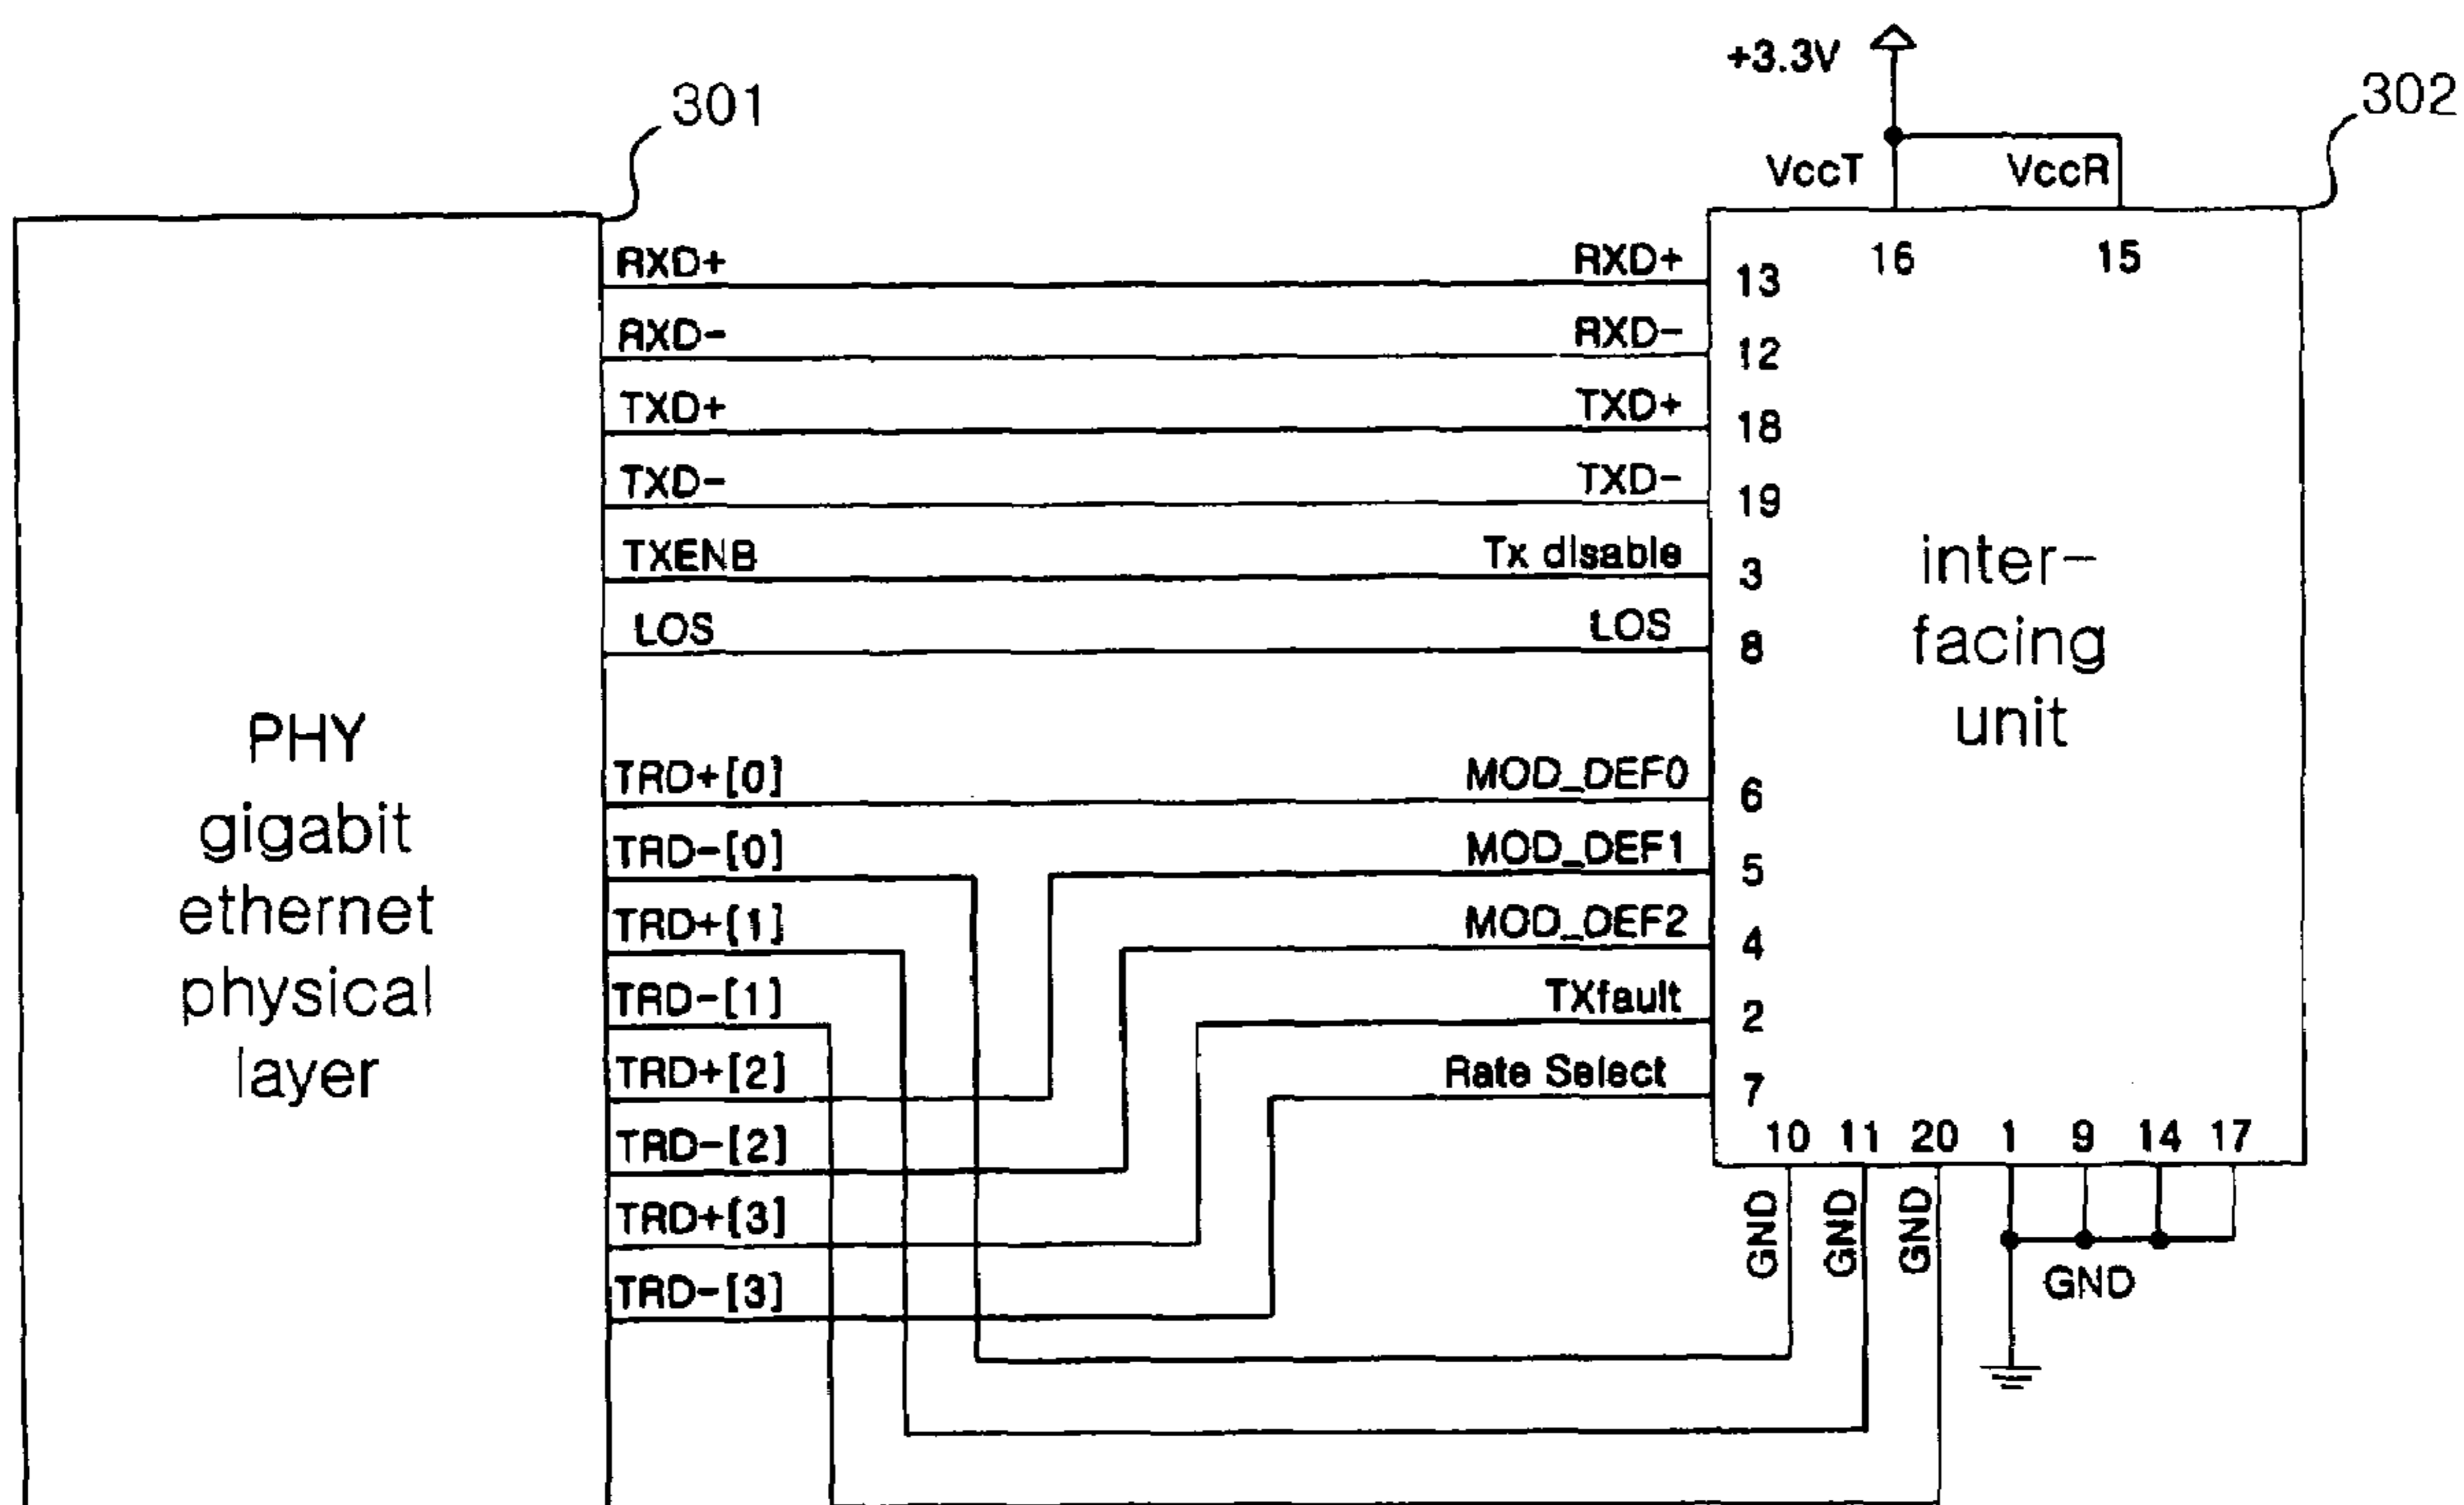 +3.3V
301
302
VccT
VccR
16
15
RXD+
RXD+
13
RXD-
RXD-
12
TXD+
TXD+
18
TXD-
TXD-
19
TXENB
Tx disable
3
LOS
LOS
8
inter-
facing
unit
PHY
gigabit
ethernet
physical
layer
TRD+[0]
MOD_DEF0
6
TRD-[0]
MOD_DEF1
5
TRD+[1]
MOD_DEF2
4
TRD-[1]
TXfault
2
TRD+[2]
Rate Select
7
TRD-[2]
10
11
20
1
9
14
17
TRD+[3]
GND
GND
GND
GND
TRD-[3]